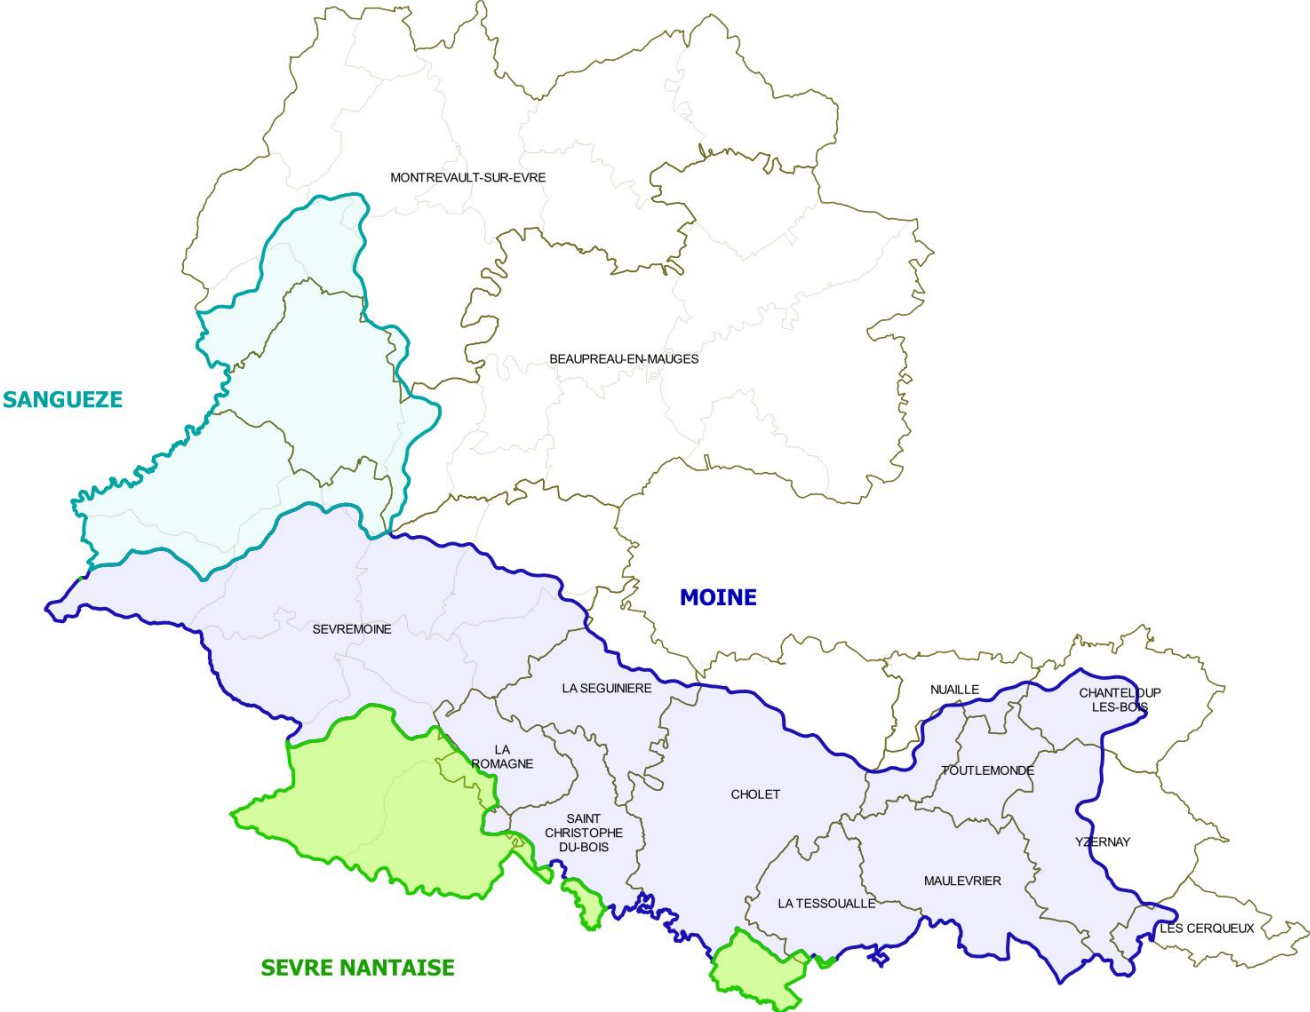 MONTREVAULT-SUR-EVRE
BEAUPREAU-EN-MAUGES
SANGUEZE
MOINE
SEVREMOINE
LA SEGUINIERE
NUAILLE
CHANTELOUP
LES-BOIS
LA
ROMAGNE
TOUTLEMONDE
CHOLET
SAINT
CHRISTOPHE
DU-BOIS
YZERNAY
MAULEVRIER
LA TESSOUALLE
LES CERQUEUX
SEVRE NANTAISE